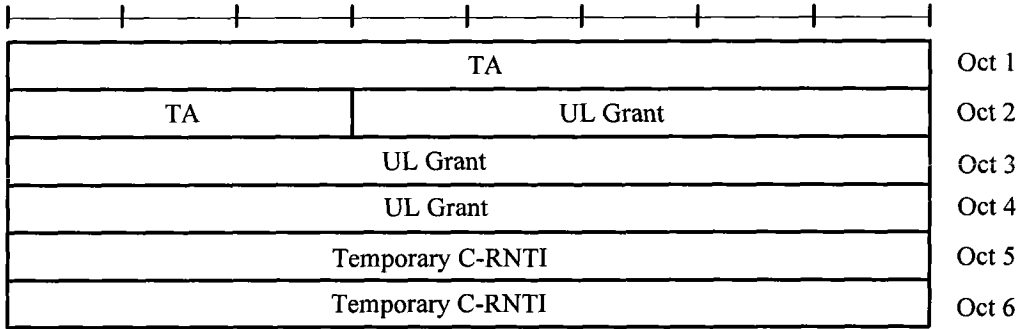 TA Oct 1
TA UL Grant Oct 2
UL Grant Oct 3
UL Grant Oct 4
Temporary C-RNTI Oct 5
Temporary C-RNTI Oct 6